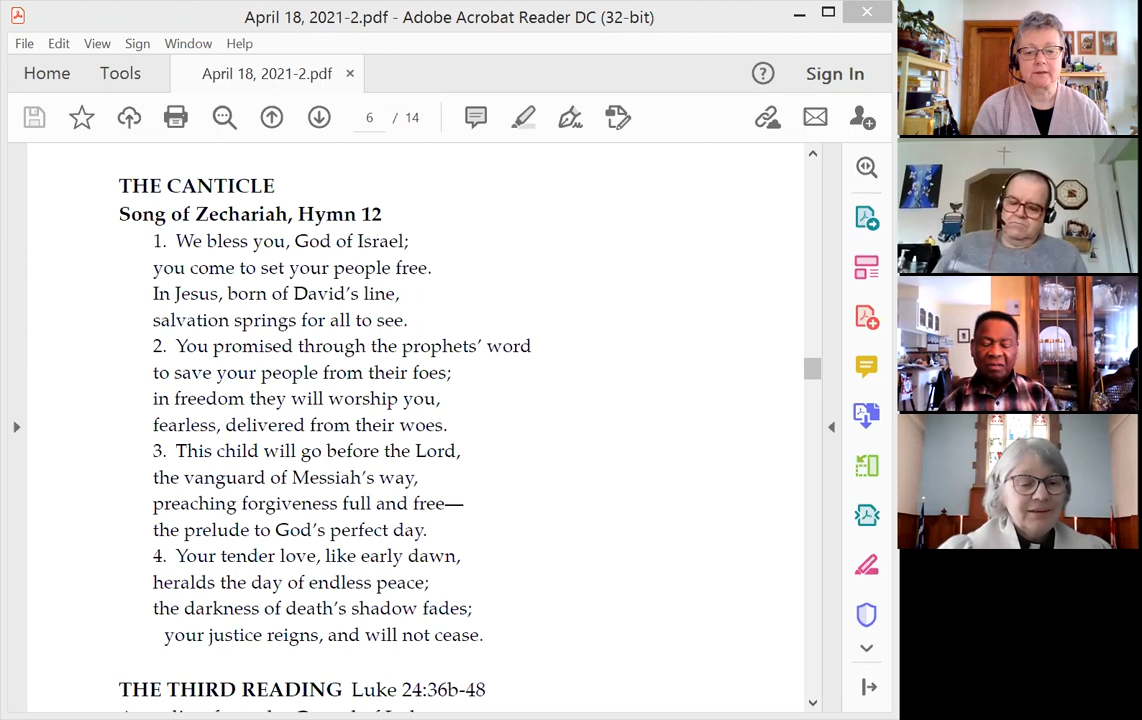 April 18, 2021-2.pdf - Adobe Acrobat Reader DC (32-bit)
File Edit View Sign Window Help
Home Tools April 18, 2021-2.pdf × Sign In
6 / 14
THE CANTICLE
Song of Zechariah, Hymn 12
1. We bless you, God of Israel;
you come to set your people free.
In Jesus, born of David’s line,
salvation springs for all to see.
2. You promised through the prophets’ word
to save your people from their foes;
in freedom they will worship you,
fearless, delivered from their woes.
3. This child will go before the Lord,
the vanguard of Messiah’s way,
preaching forgiveness full and free—
the prelude to God’s perfect day.
4. Your tender love, like early dawn,
heralds the day of endless peace;
the darkness of death’s shadow fades;
your justice reigns, and will not cease.
THE THIRD READING Luke 24:36b-48